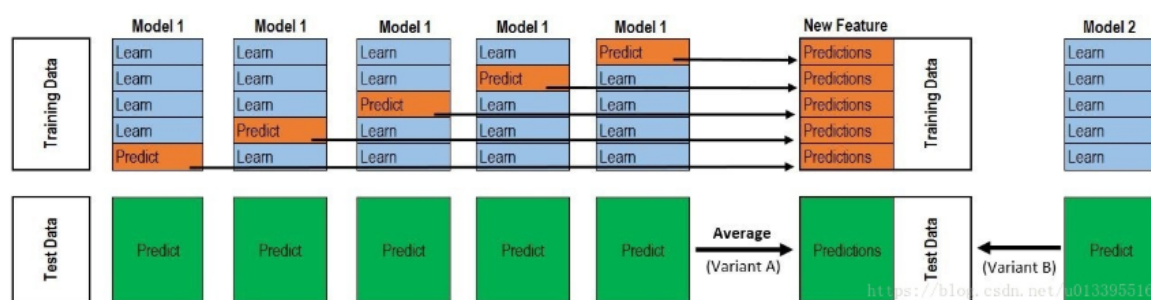 Model 1 Model 1 Model 1 Model 1 Model 1 New Feature Model 2
Training Data
Learn Learn Learn Learn Predict Predictions Learn
Learn Learn Learn Predict Learn Predictions Learn
Learn Learn Predict Learn Learn Predictions Learn
Learn Predict Learn Learn Learn Predictions Learn
Predict Learn Learn Learn Learn Predictions Learn
Training Data
Test Data
Predict Predict Predict Predict Predict
Average
(Variant A)
Predictions
Test Data
(Variant B)
Predict
https://blog.csdn.net/u013395516